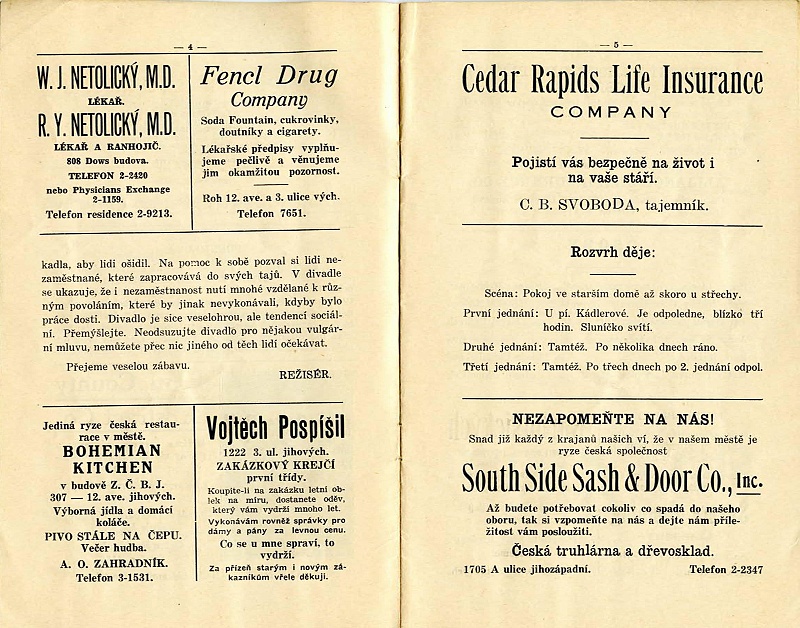 — 4 —
W. J. NETOLICKÝ, M.D.
LÉKAŘ.
R. Y. NETOLICKÝ, M.D.
LÉKAŘ A RANHOJIČ.
808 Dows budova.
TELEFON 2-2420
nebo Physicians Exchange
2-1159.
Telefon residence 2-9213.
Fencl Drug
Company
Soda Fountain, cukrovinky,
doutníky a cigarety.
Lékařské předpisy vyplňu-
jeme pečlivě a věnujeme
jim okamžitou pozornost.
Roh 12. ave. a 3. ulice vých.
Telefon 7651.
kadla, aby lidi ošidil. Na pomoc k sobě pozval si lidi ne-
zaměstnané, které zapracovává do svých tajů. V divadle
se ukazuje, že i nezaměstnanost nutí mnohé vzdělané k růz-
ným povoláním, které by jinak nevykonávali, kdyby bylo
práce dosti. Divadlo je sice veselohrou, ale tendencí sociál-
ní. Přemýšlejte. Neodsuzujte divadlo pro nějakou vulgár-
ní mluvu, nemůžete přec nic jiného od těch lidí očekávat.
Přejeme veselou zábavu.
REŽISÉR.
Jediná ryze česká restau-
race v městě.
BOHEMIAN
KITCHEN
v budově Z. Č. B. J.
307 — 12. ave. jihových.
Výborná jídla a domácí
koláče.
PIVO STÁLE NA ČEPU.
Večer hudba.
A. O. ZAHRADNÍK.
Telefon 3-1531.
Vojtěch Pospíšil
1222 3. ul. jihových.
ZAKÁZKOVÝ KREJČÍ
první třídy.
Koupíte-li na zakázku letní ob-
lek na míru, dostanete oděv,
který vám vydrží mnoho let.
Vykonávám rovněž správky pro
dámy a pány za levnou cenu.
Co se u mne spraví, to
vydrží.
Za přízeň starým i novým zá-
kazníkům vřele děkuji.
— 5 —
Cedar Rapids Life Insurance
COMPANY
Pojistí vás bezpečně na život i
na vaše stáří.
C. B. SVOBODA, tajemník.
Rozvrh děje:
Scéna: Pokoj ve starším domě až skoro u střechy.
První jednání: U pí. Kádlerové. Je odpoledne, blízko tří
hodin. Sluníčko svítí.
Druhé jednání: Tamtéž. Po několika dnech ráno.
Třetí jednání: Tamtéž. Po třech dnech po 2. jednání odpol.
NEZAPOMEŇTE NA NÁS!
Snad již každý z krajanů našich ví, že v našem městě je
ryze česká společnost
South Side Sash & Door Co., Inc.
Až budete potřebovat cokoliv co spadá do našeho
oboru, tak si vzpomeňte na nás a dejte nám příle-
žitost vám posloužiti.
Česká truhlárna a dřevosklad.
1705 A ulice jihozápadní. Telefon 2-2347